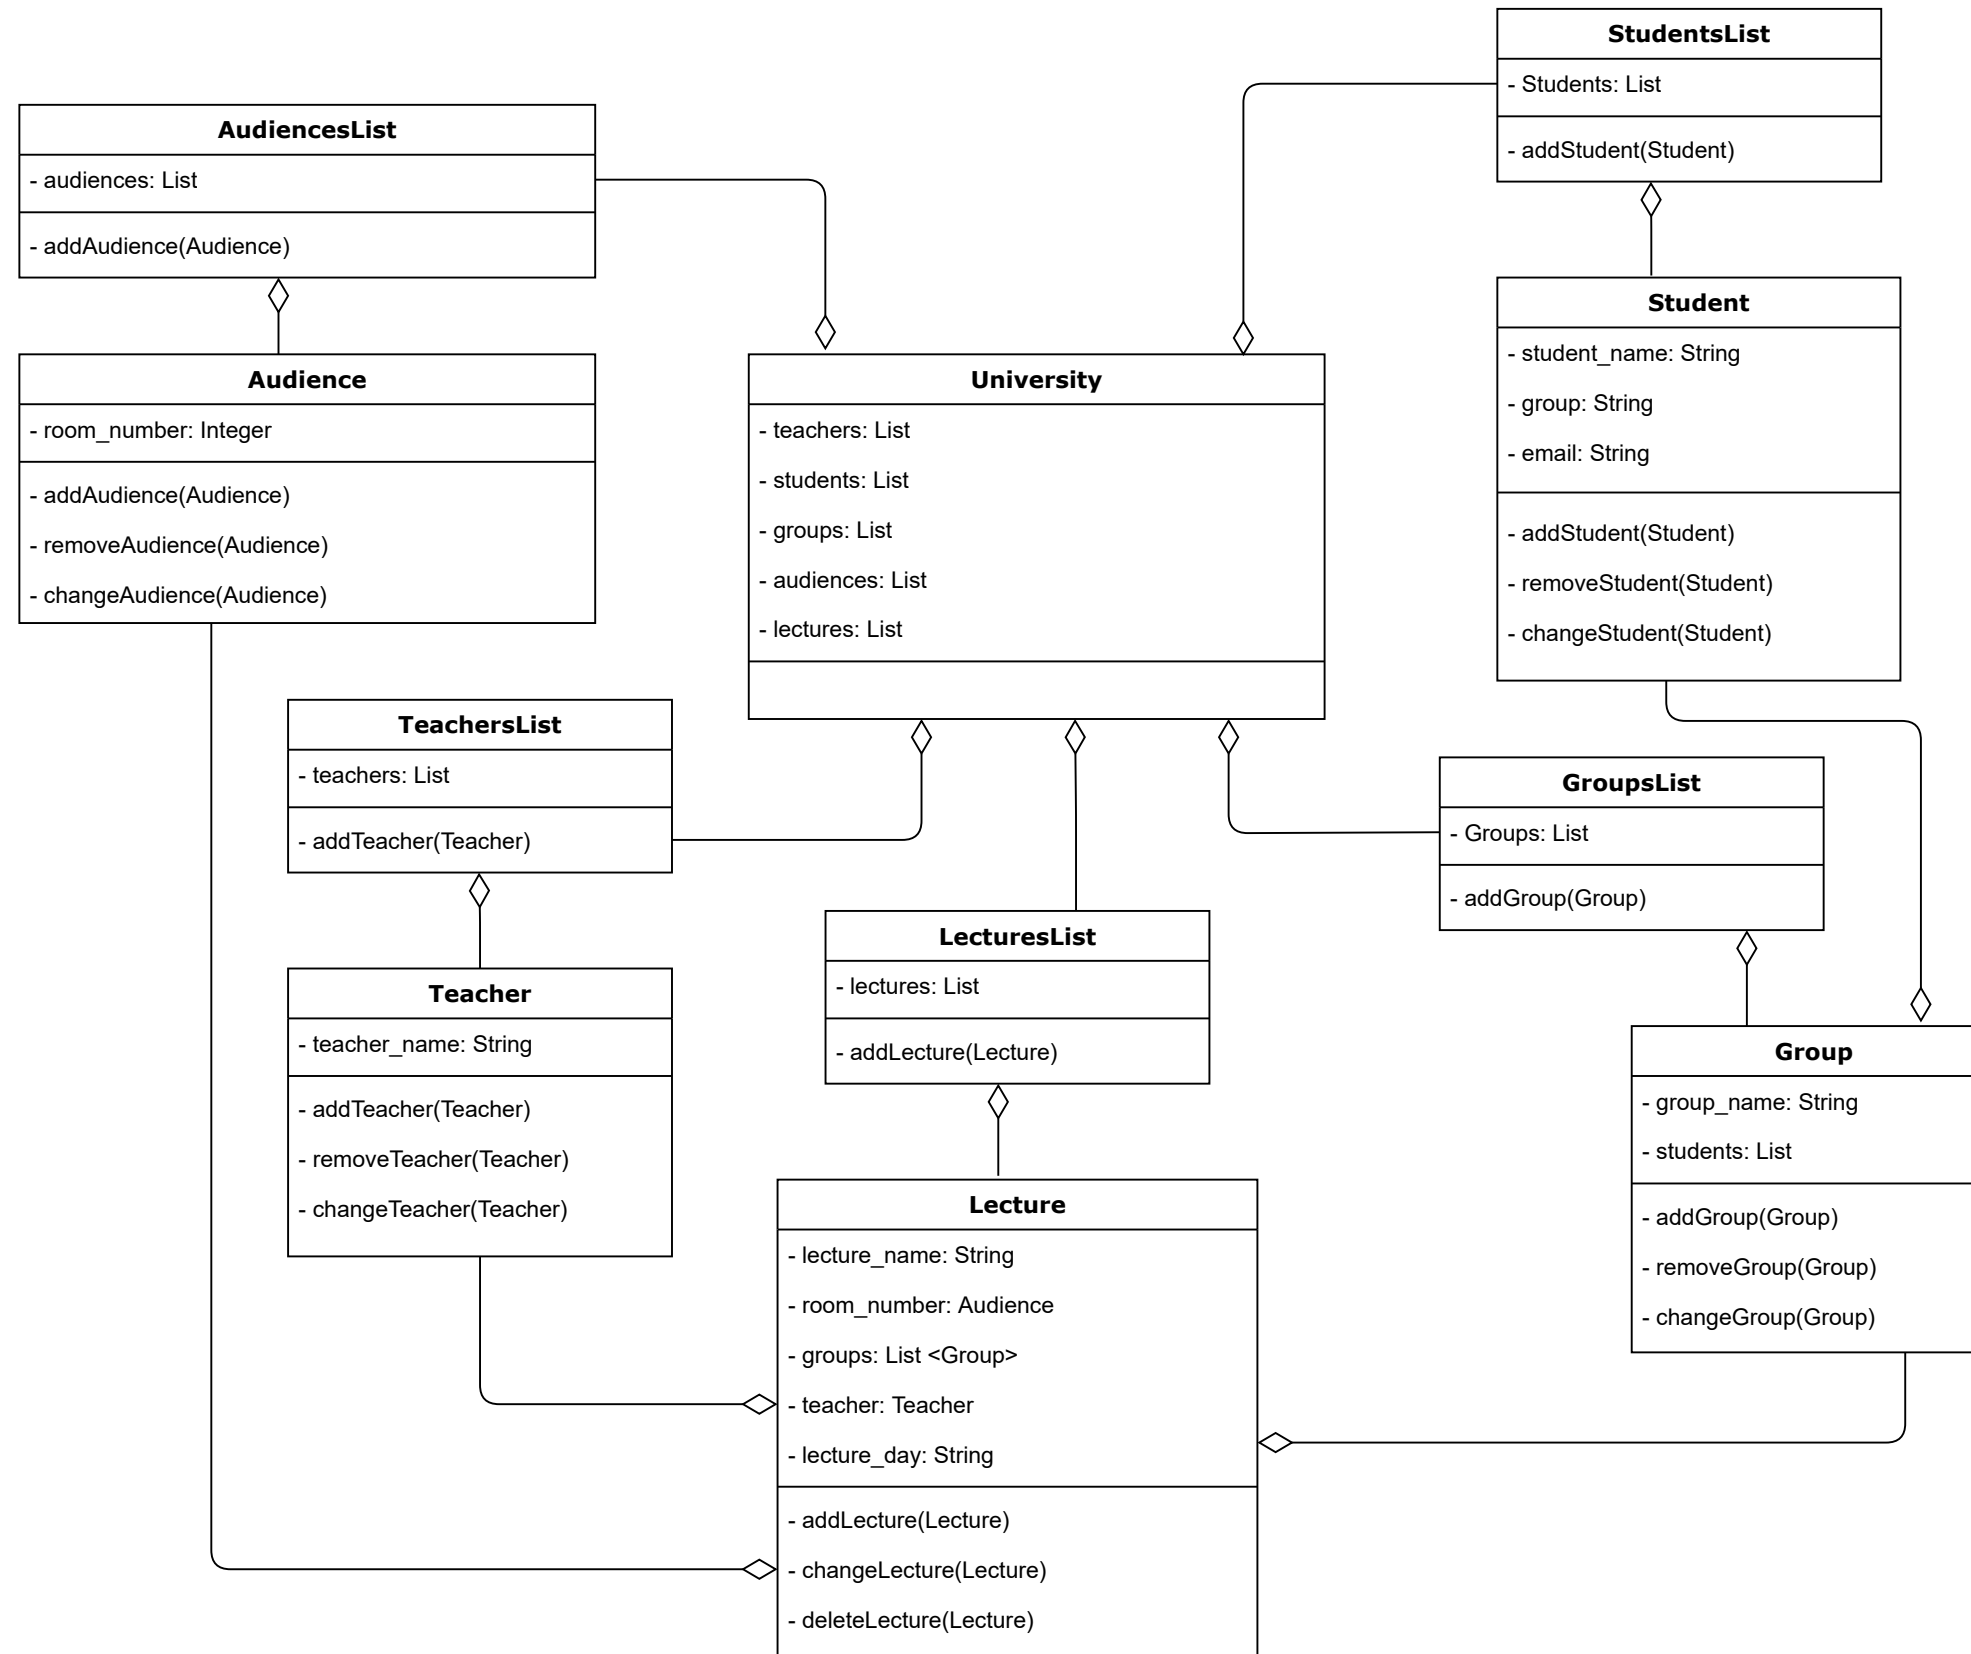 StudentsList
- Students: List
- addStudent(Student)
AudiencesList
- audiences: List
- addAudience(Audience)
Student
- student_name: String
- group: String
- email: String
- addStudent(Student)
- removeStudent(Student)
- changeStudent(Student)
Audience
- room_number: Integer
- addAudience(Audience)
- removeAudience(Audience)
- changeAudience(Audience)
University
- teachers: List
- students: List
- groups: List
- audiences: List
- lectures: List
TeachersList
- teachers: List
- addTeacher(Teacher)
GroupsList
- Groups: List
- addGroup(Group)
LecturesList
- lectures: List
- addLecture(Lecture)
Teacher
- teacher_name: String
- addTeacher(Teacher)
- removeTeacher(Teacher)
- changeTeacher(Teacher)
Group
- group_name: String
- students: List
- addGroup(Group)
- removeGroup(Group)
- changeGroup(Group)
Lecture
- lecture_name: String
- room_number: Audience
- groups: List <Group>
- teacher: Teacher
- lecture_day: String
- addLecture(Lecture)
- changeLecture(Lecture)
- deleteLecture(Lecture)